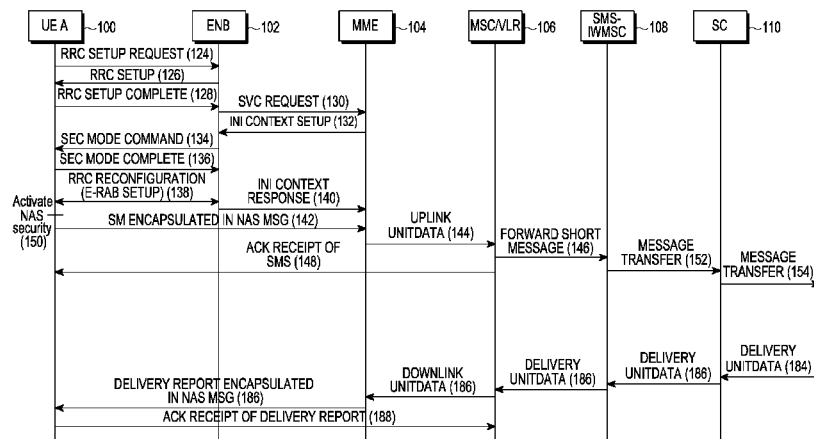 UE A
100
ENB
102
MME
104
MSC/VLR
106
SMS-
IWMSC
108
SC
110
RRC SETUP REQUEST (124)
RRC SETUP (126)
RRC SETUP COMPLETE (128)
SVC REQUEST (130)
INI CONTEXT SETUP (132)
SEC MODE COMMAND (134)
SEC MODE COMPLETE (136)
RRC RECONFIGURATION
(E-RAB SETUP) (138)
INI CONTEXT
RESPONSE (140)
Activate
NAS
security
(150)
SM ENCAPSULATED IN NAS MSG (142)
UPLINK
UNITDATA (144)
FORWARD SHORT
MESSAGE (146)
ACK RECEIPT OF
SMS (148)
MESSAGE
TRANSFER (152)
MESSAGE
TRANSFER (154)
DELIVERY
UNITDATA (184)
DELIVERY
UNITDATA (186)
DELIVERY
UNITDATA (186)
DOWNLINK
UNITDATA (186)
DELIVERY REPORT ENCAPSULATED
IN NAS MSG (186)
ACK RECEIPT OF DELIVERY REPORT (188)